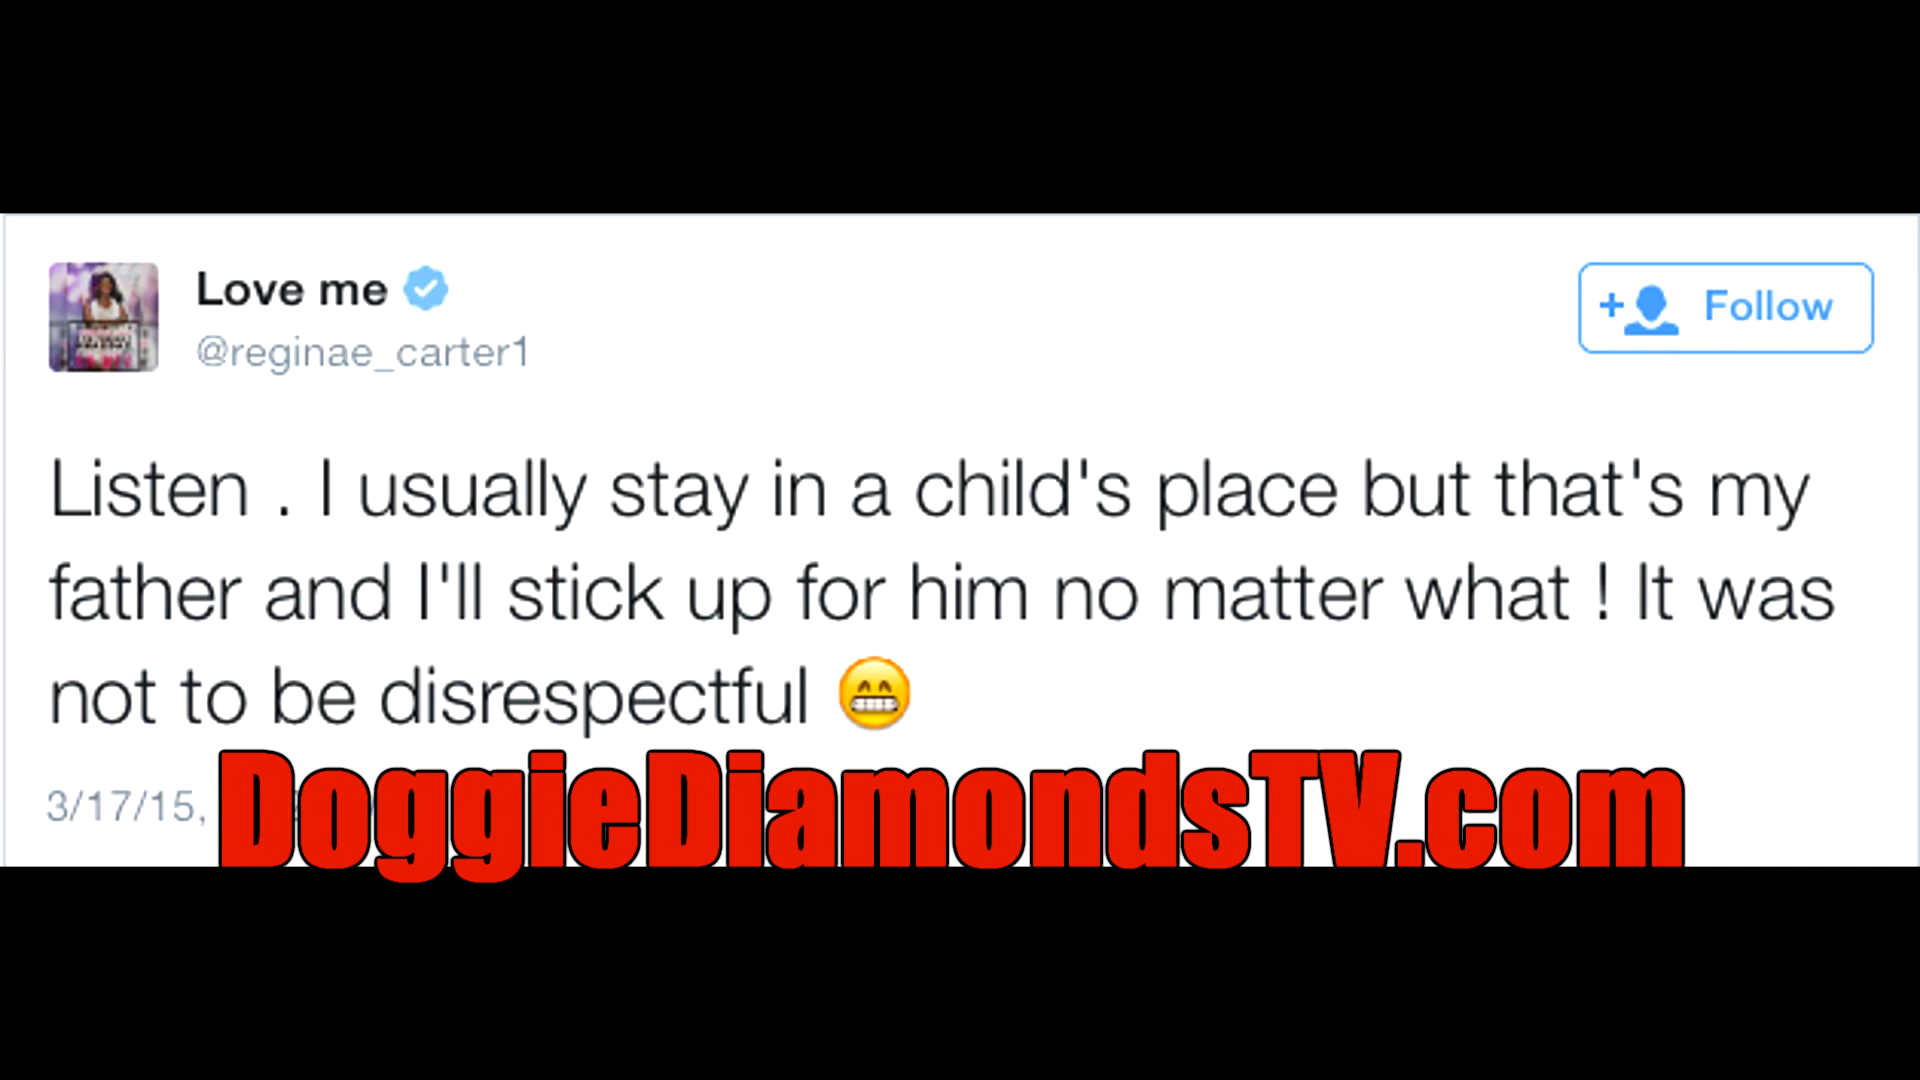 Love me
@reginae_carter1
Follow
Listen . I usually stay in a child's place but that's my
father and I'll stick up for him no matter what ! It was
not to be disrespectful 😁
3/17/15,
DoggieDiamondsTV.com